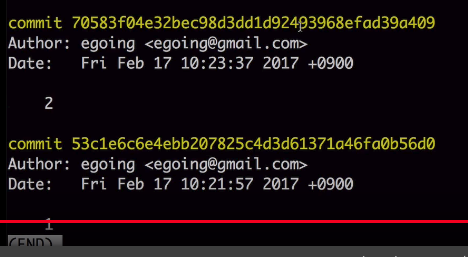 commit 70583f04e32bec98d3dd1d92493968efad39a409
Author: egoing <egoing@gmail.com>
Date:   Fri Feb 17 10:23:37 2017 +0900
2
commit 53c1e6c6e4ebb207825c4d3d61371a46fa0b56d0
Author: egoing <egoing@gmail.com>
Date:   Fri Feb 17 10:21:57 2017 +0900
1
(END)